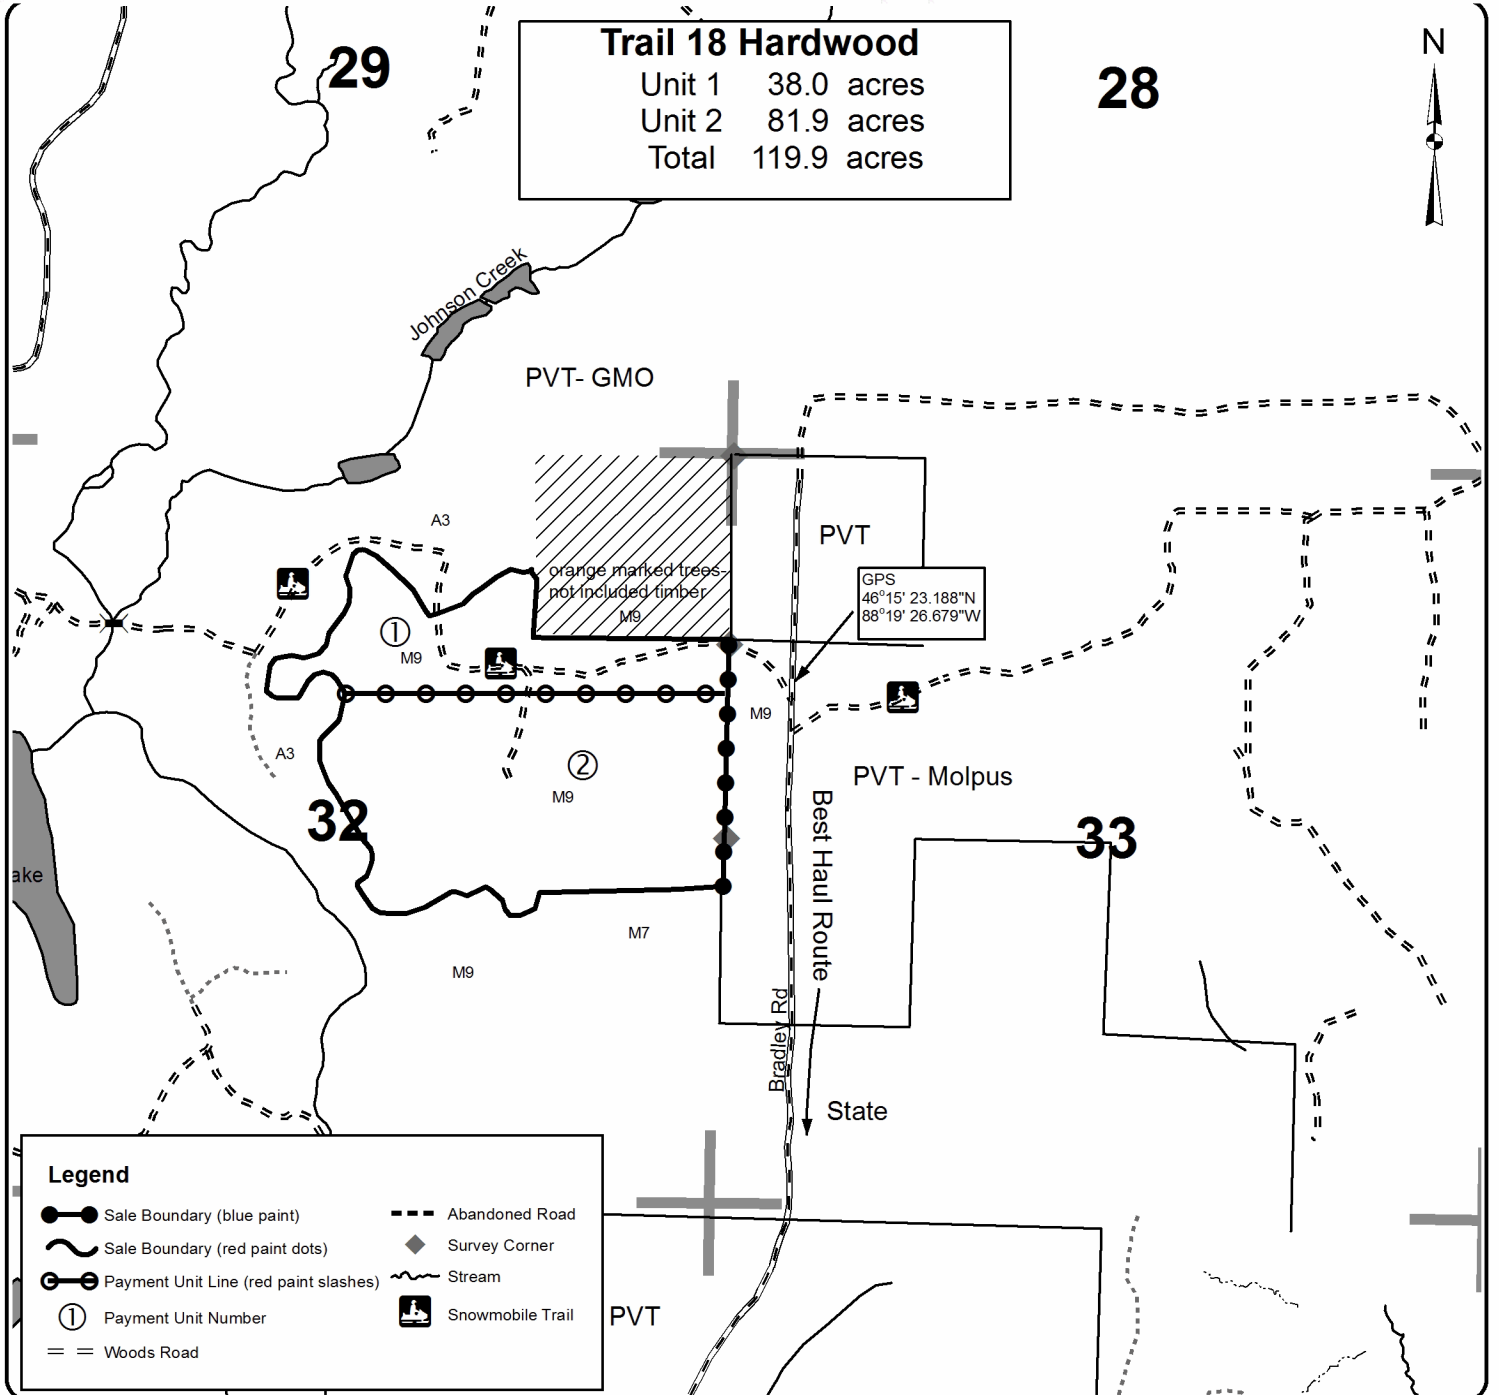 29
Trail 18 Hardwood
Unit 1 38.0 acres
Unit 2 81.9 acres
Total 119.9 acres
28
N
Johnson Creek
PVT- GMO
A3
PVT
orange marked trees-
not included timber
M9
GPS
46°15' 23.188"N
88°19' 26.679"W
1
M9
M9
A3
2
M9
PVT - Molpus
32
33
ake
Best Haul Route
M7
M9
Bradley Rd
State
Legend
Sale Boundary (blue paint)
Sale Boundary (red paint dots)
Payment Unit Line (red paint slashes)
1 Payment Unit Number
Woods Road
Abandoned Road
Survey Corner
Stream
Snowmobile Trail
PVT